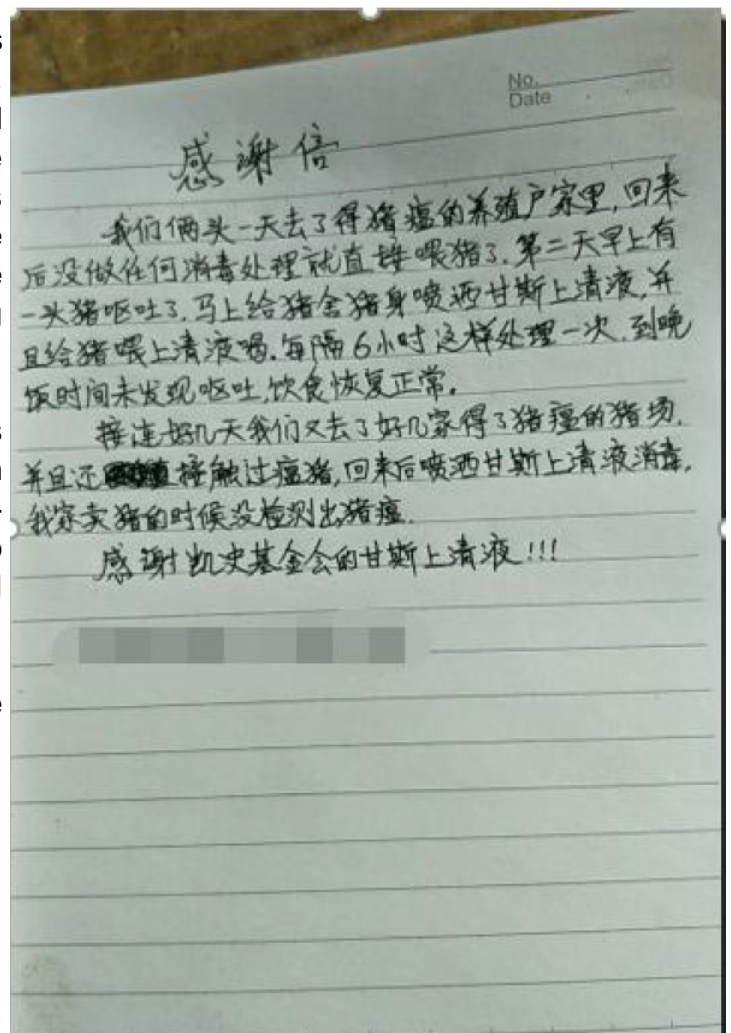 No.
Date
感谢信
我们俩头一天去了得猪瘟的养殖户家里,回来
后没做任何消毒处理就直接喂猪了.第二天早上有
一头猪呕吐了.马上给猪舍猪身喷洒甘斯上清液,并
且给猪喂上清液喝.每隔6小时这样处理一次.到晚
饭时间未发现呕吐,饮食恢复正常。
接连好几天我们又去了好几家得了猪瘟的猪场,
并且还接触过瘟猪,回来后喷洒甘斯上清液消毒,
我家卖猪的时候没检测出猪瘟.
感谢凯史基金会的甘斯上清液!!!